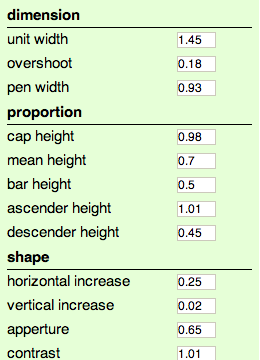 dimension
unit width 1.45
overshoot 0.18
pen width 0.93
proportion
cap height 0.98
mean height 0.7
bar height 0.5
ascender height 1.01
descender height 0.45
shape
horizontal increase 0.25
vertical increase 0.02
apperture 0.65
contrast 1.01